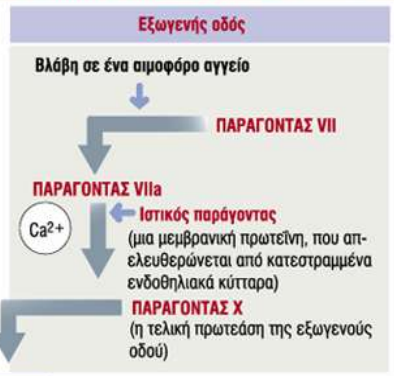 Εξωγενής οδός
Βλάβη σε ένα αιμοφόρο αγγείο
ΠΑΡΑΓΟΝΤΑΣ VII
ΠΑΡΑΓΟΝΤΑΣ VIIa
Ca2+
Ιστικός παράγοντας
(μια μεμβρανική πρωτεΐνη, που απ-
ελευθερώνεται από κατεστραμμένα
ενδοθηλιακά κύτταρα)
ΠΑΡΑΓΟΝΤΑΣ X
(η τελική πρωτεάση της εξωγενούς
οδού)